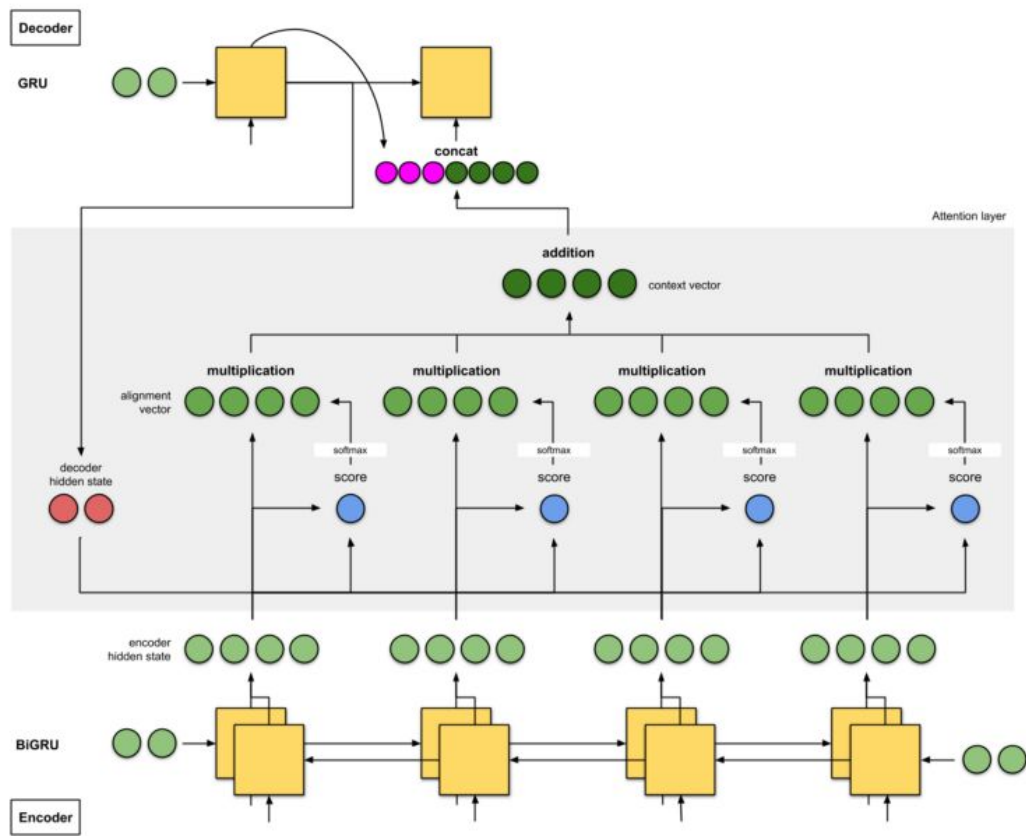 Decoder
GRU
concat
Attention layer
addition
context vector
multiplication
multiplication
multiplication
multiplication
alignment
vector
softmax
softmax
softmax
softmax
decoder
hidden state
score
score
score
score
encoder
hidden state
BiGRU
Encoder